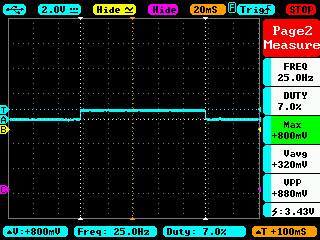 2.0V Hide Hide 20mS F Trig STOP
Page2
Measure
FREQ
25.0Hz
DUTY
7.0%
Max
+800mV
Vavg
+320mV
VPP
+880mV
3.43V
T
A
B
C
▲V:+800mV Freq: 25.0Hz Duty: 7.0% ▲T +100mS